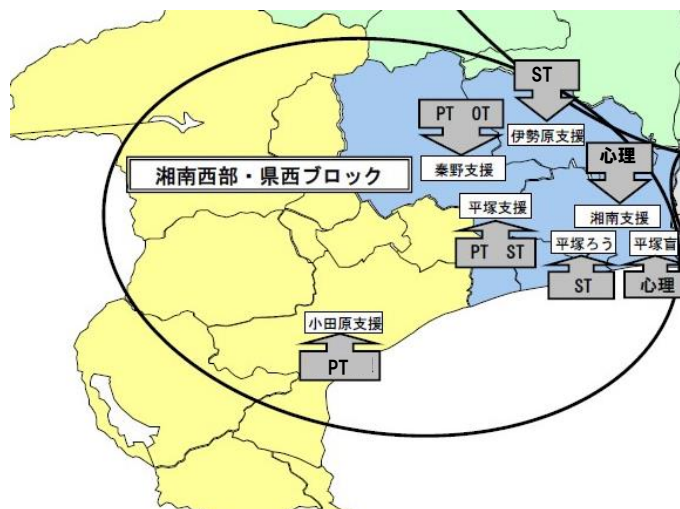 ST
PT OT
伊勢原支援
心理
湘南西部・県西ブロック
秦野支援
平塚支援
湘南支援
PT ST
平塚ろう
平塚盲
ST
心理
小田原支援
PT